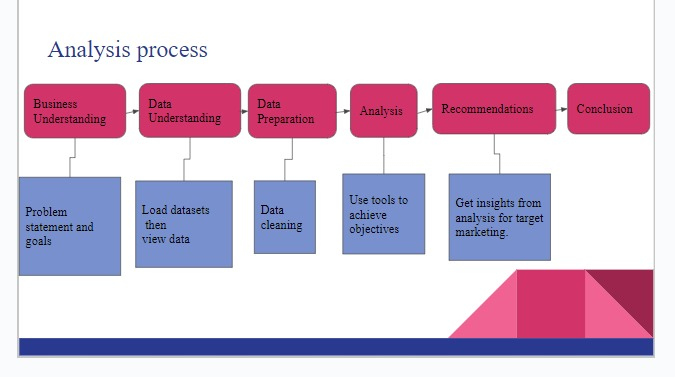 Analysis process
Business
Understanding
Data
Understanding
Data
Preparation
Analysis
Recommendations
Conclusion
Problem
statement and
goals
Load datasets
then
view data
Data
cleaning
Use tools to
achieve
objectives
Get insights from
analysis for target
marketing.